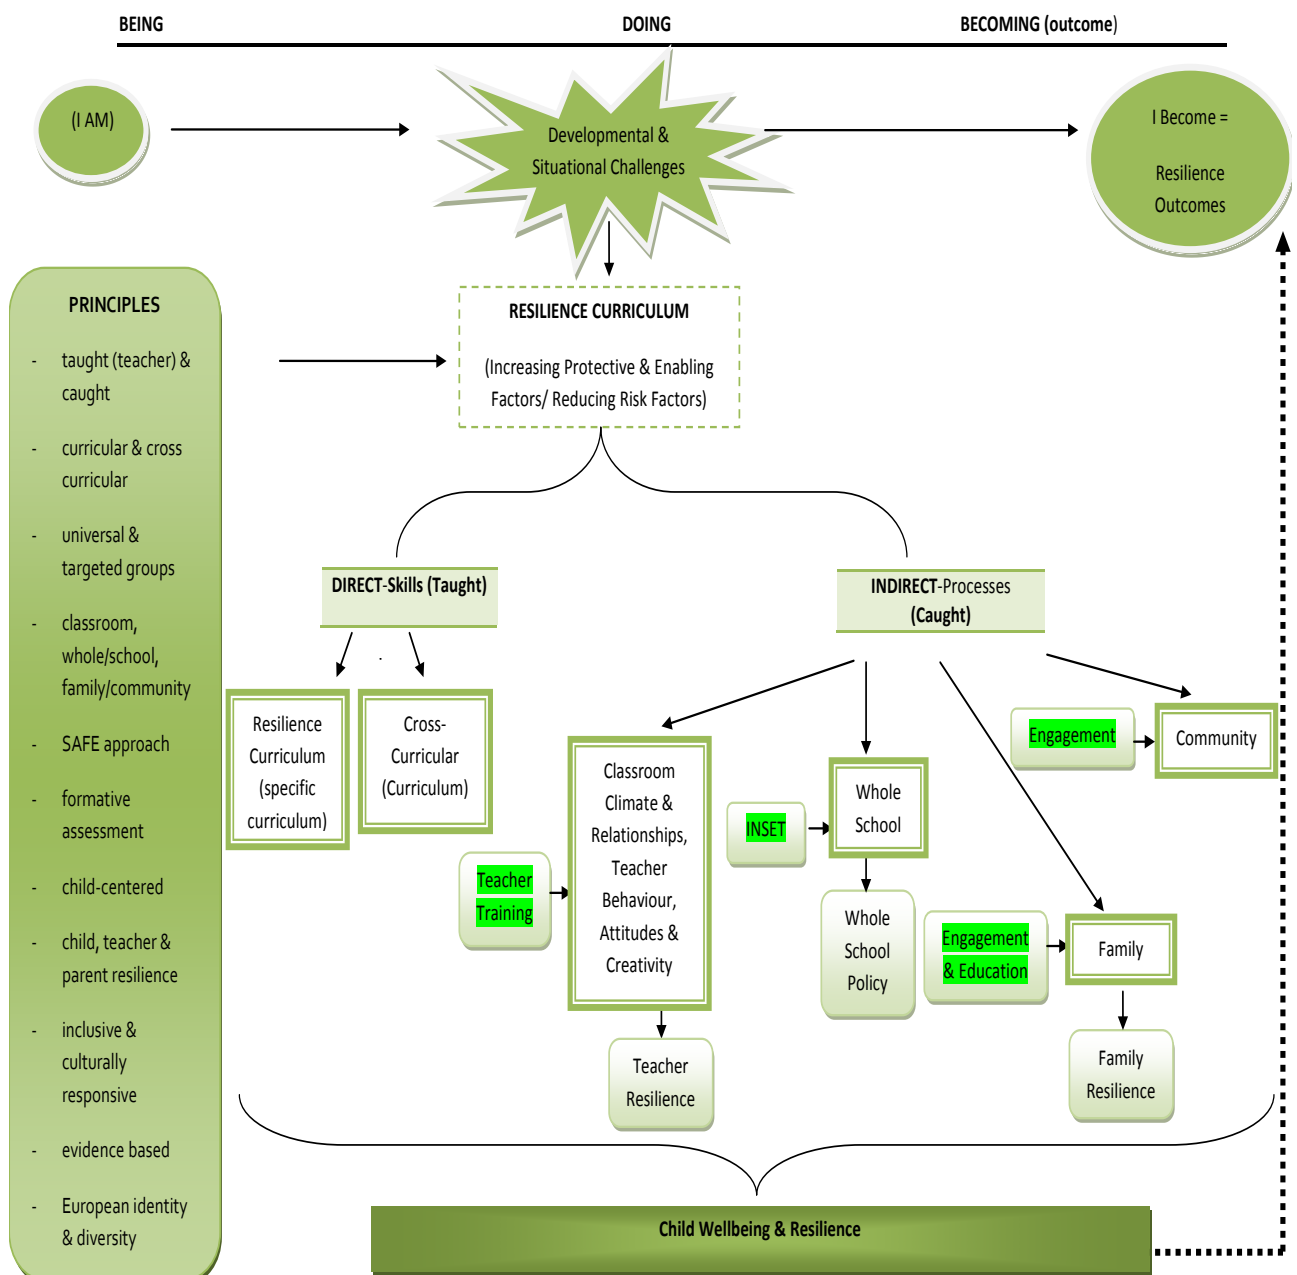 BEING
DOING
BECOMING (outcome)
(I AM)
Developmental &
Situational Challenges
I Become =
Resilience
Outcomes
PRINCIPLES
- taught (teacher) &
caught
- curricular & cross
curricular
- universal &
targeted groups
- classroom,
whole/school,
family/community
- SAFE approach
- formative
assessment
- child-centered
- child, teacher &
parent resilience
- inclusive &
culturally
responsive
- evidence based
- European identity
& diversity
RESILIENCE CURRICULUM
(Increasing Protective & Enabling
Factors/ Reducing Risk Factors)
DIRECT-Skills (Taught)
INDIRECT-Processes
(Caught)
Resilience
Curriculum
(specific
curriculum)
Cross-
Curricular
(Curriculum)
Teacher
Training
Classroom
Climate &
Relationships,
Teacher
Behaviour,
Attitudes &
Creativity
Teacher
Resilience
INSET
Whole
School
Whole
School
Policy
Engagement
& Education
Family
Family
Resilience
Engagement
Community
Child Wellbeing & Resilience